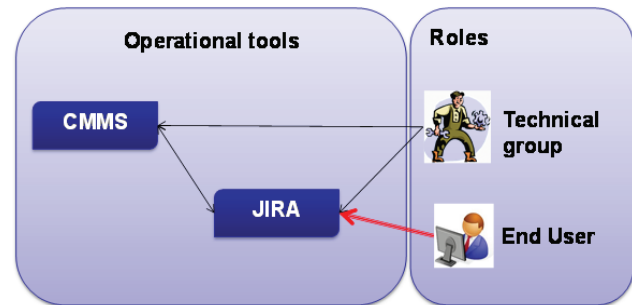 Operational tools
Roles
CMMS
Technical
group
JIRA
End User